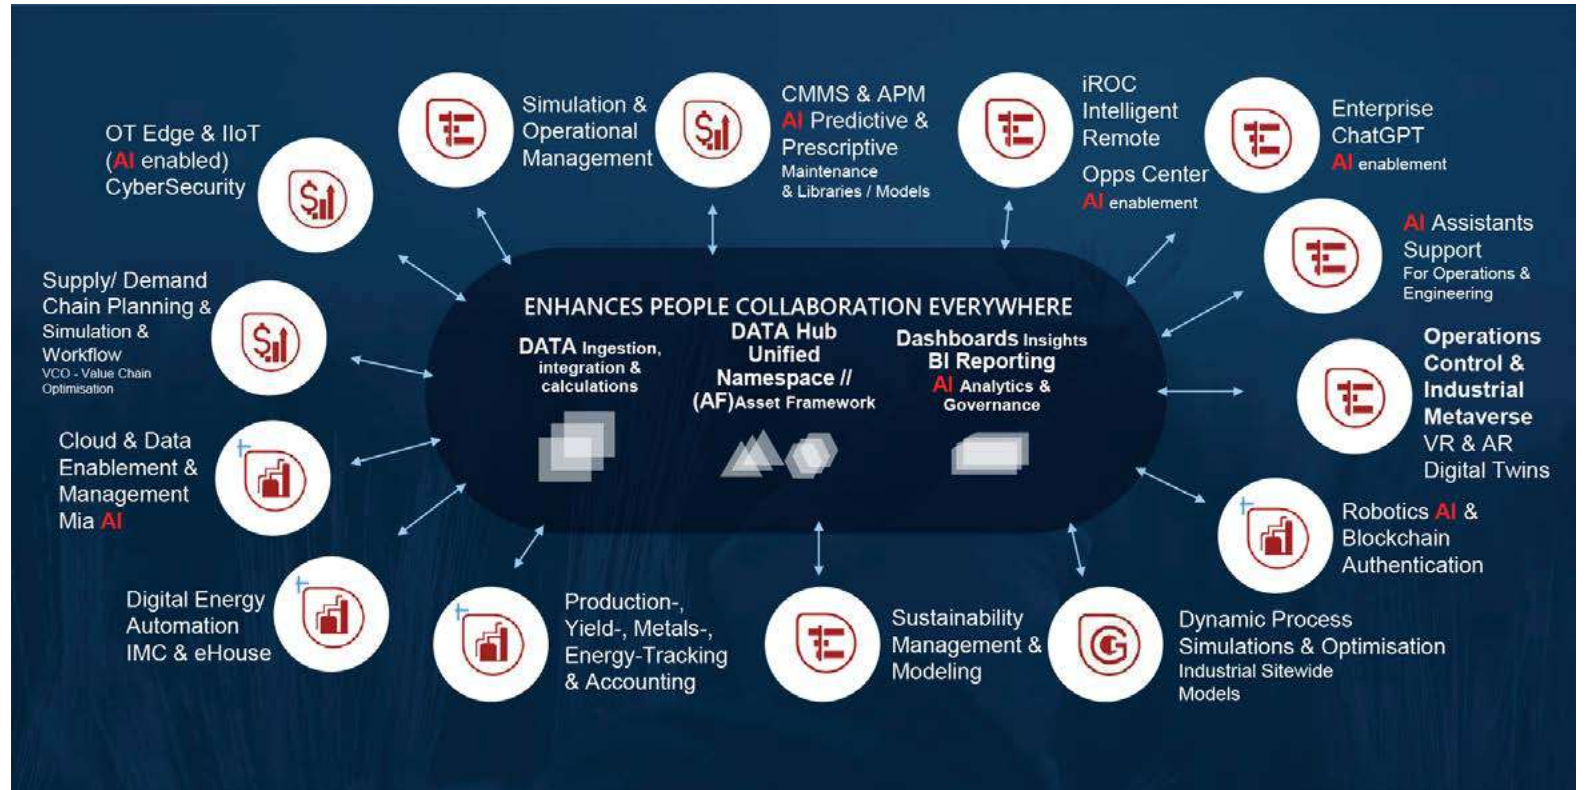 OT Edge & IIoT
(AI enabled)
CyberSecurity
Simulation &
Operational
Management
CMMS & APM
AI Predictive &
Prescriptive
Maintenance
& Libraries / Models
iROC
Intelligent
Remote
Opps Center
AI enablement
Enterprise
ChatGPT
AI enablement
AI Assistants
Support
For Operations &
Engineering
Supply/ Demand
Chain Planning &
Simulation &
Workflow
VCO - Value Chain
Optimisation
ENHANCES PEOPLE COLLABORATION EVERYWHERE
DATA Ingestion,
integration &
calculations
DATA Hub
Unified
Namespace //
(AF)Asset Framework
Dashboards Insights
BI Reporting
AI Analytics &
Governance
Operations
Control &
Industrial
Metaverse
VR & AR
Digital Twins
Cloud & Data
Enablement &
Management
Mia AI
Robotics AI &
Blockchain
Authentication
Digital Energy
Automation
IMC & eHouse
Production-,
Yield-, Metals-,
Energy-Tracking
& Accounting
Sustainability
Management &
Modeling
Dynamic Process
Simulations & Optimisation
Industrial Sitewide
Models